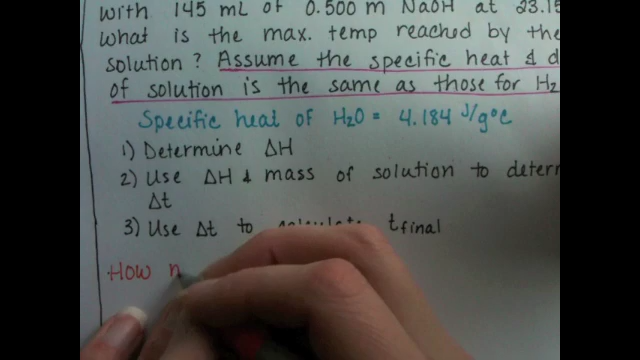 with 145 mL of 0.500 m NaOH at 23.15
What is the max. temp reached by the
solution? Assume the specific heat & d
of solution is the same as those for H2
Specific heat of H2O = 4.184 J/g°C
1) Determine ΔH
2) Use ΔH & mass of solution to determ
Δt
3) Use Δt to calculate tfinal
How